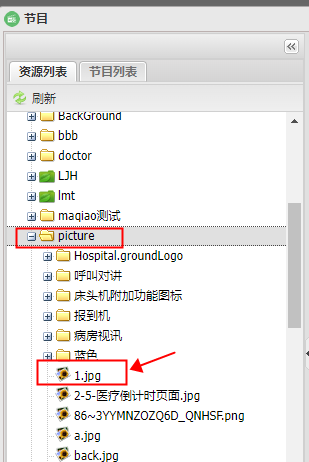 节目
资源列表 节目列表
刷新
BackGround
bbb
doctor
LJH
lmt
maqiao测试
picture
Hospital.groundLogo
呼叫对讲
床头机附加功能图标
报到机
病房视讯
蓝色
1.jpg
2-5-医疗倒计时页面.jpg
86~3YYMNZOZQ6D_QNHSF.png
a.jpg
back.jpg